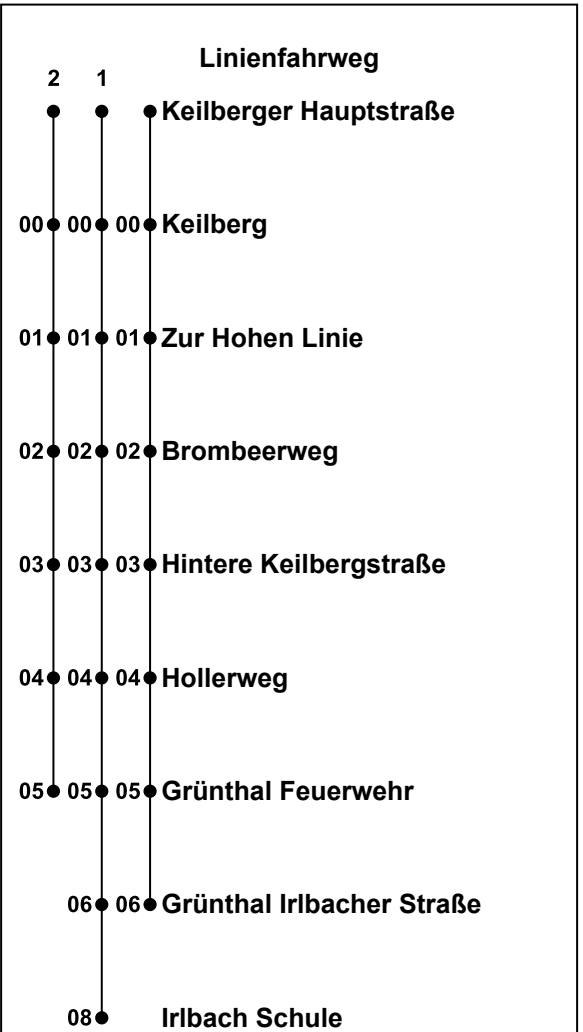 Linienfahrweg
2 1
Keilberger Hauptstraße
00 00 00 Keilberg
01 01 01 Zur Hohen Linie
02 02 02 Brombeerweg
03 03 03 Hintere Keilbergstraße
04 04 04 Hollerweg
05 05 05 Grünthal Feuerwehr
06 06 Grünthal Irlbacher Straße
08 Irlbach Schule